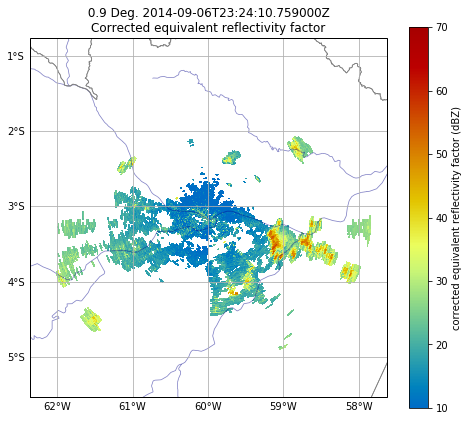 0.9 Deg. 2014-09-06T23:24:10.759000Z
Corrected equivalent reflectivity factor
1°S
2°S
3°S
4°S
5°S
62°W 61°W 60°W 59°W 58°W
70
60
50
40
30
20
10
corrected equivalent reflectivity factor (dBZ)